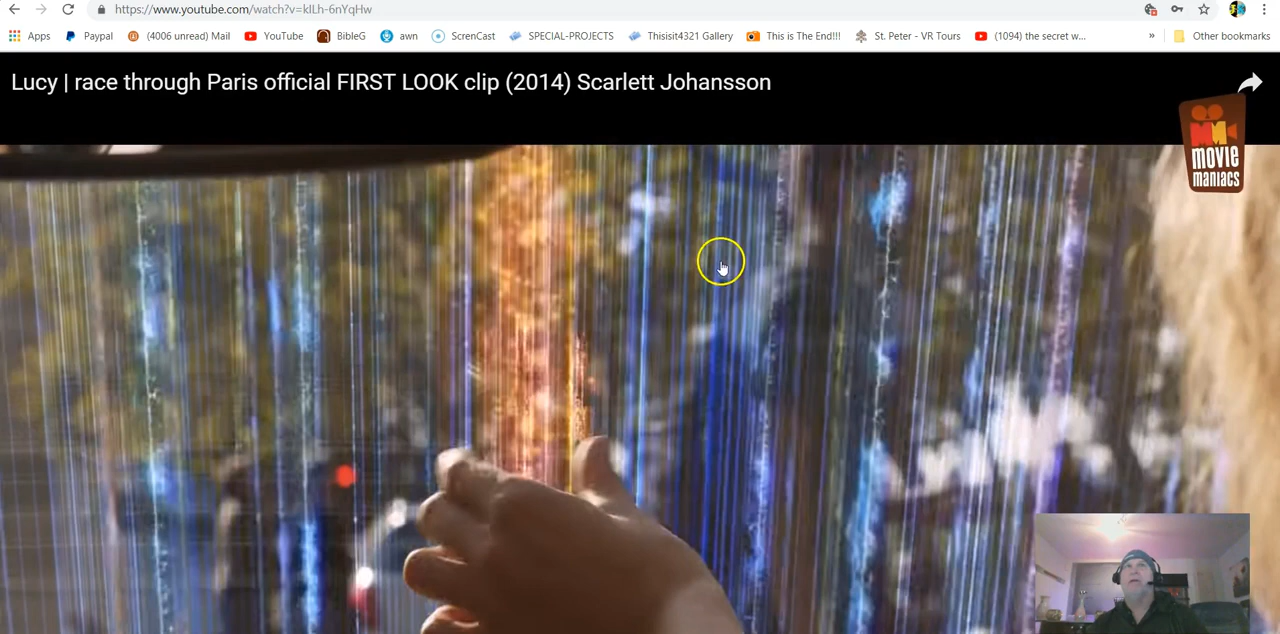 https://www.youtube.com/watch?v=kILh-6nYqHw
Apps Paypal (4006 unread) Mail YouTube BibleG awn ScrenCast SPECIAL-PROJECTS Thisisit4321 Gallery This is The End!!! St. Peter - VR Tours (1094) the secret w... » Other bookmarks
Lucy | race through Paris official FIRST LOOK clip (2014) Scarlett Johansson
MM
movie
maniacs